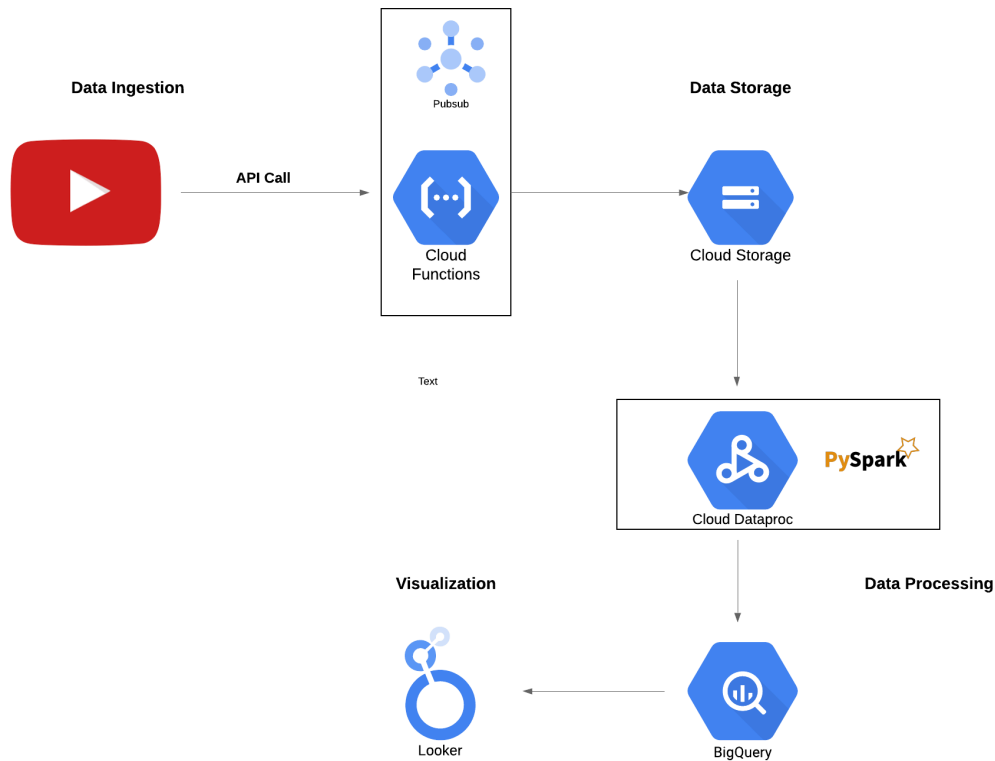 Pubsub
Data Ingestion
Data Storage
API Call
Cloud
Functions
Cloud Storage
Text
PySpark
Cloud Dataproc
Visualization
Data Processing
Looker
BigQuery